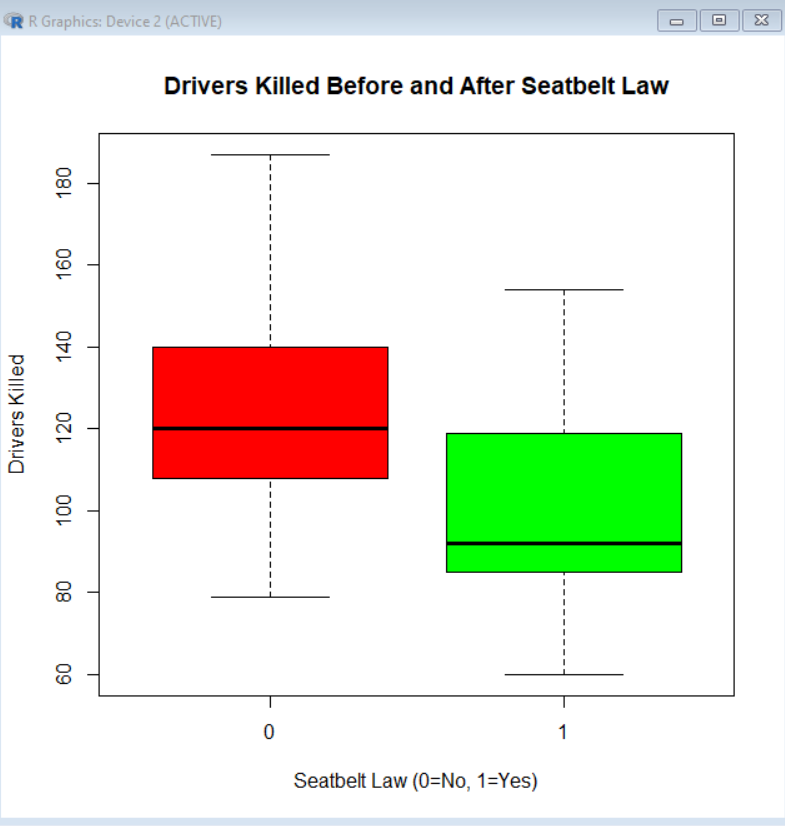 R Graphics: Device 2 (ACTIVE)
Drivers Killed Before and After Seatbelt Law
Drivers Killed
180
160
140
120
100
80
60
0
1
Seatbelt Law (0=No, 1=Yes)